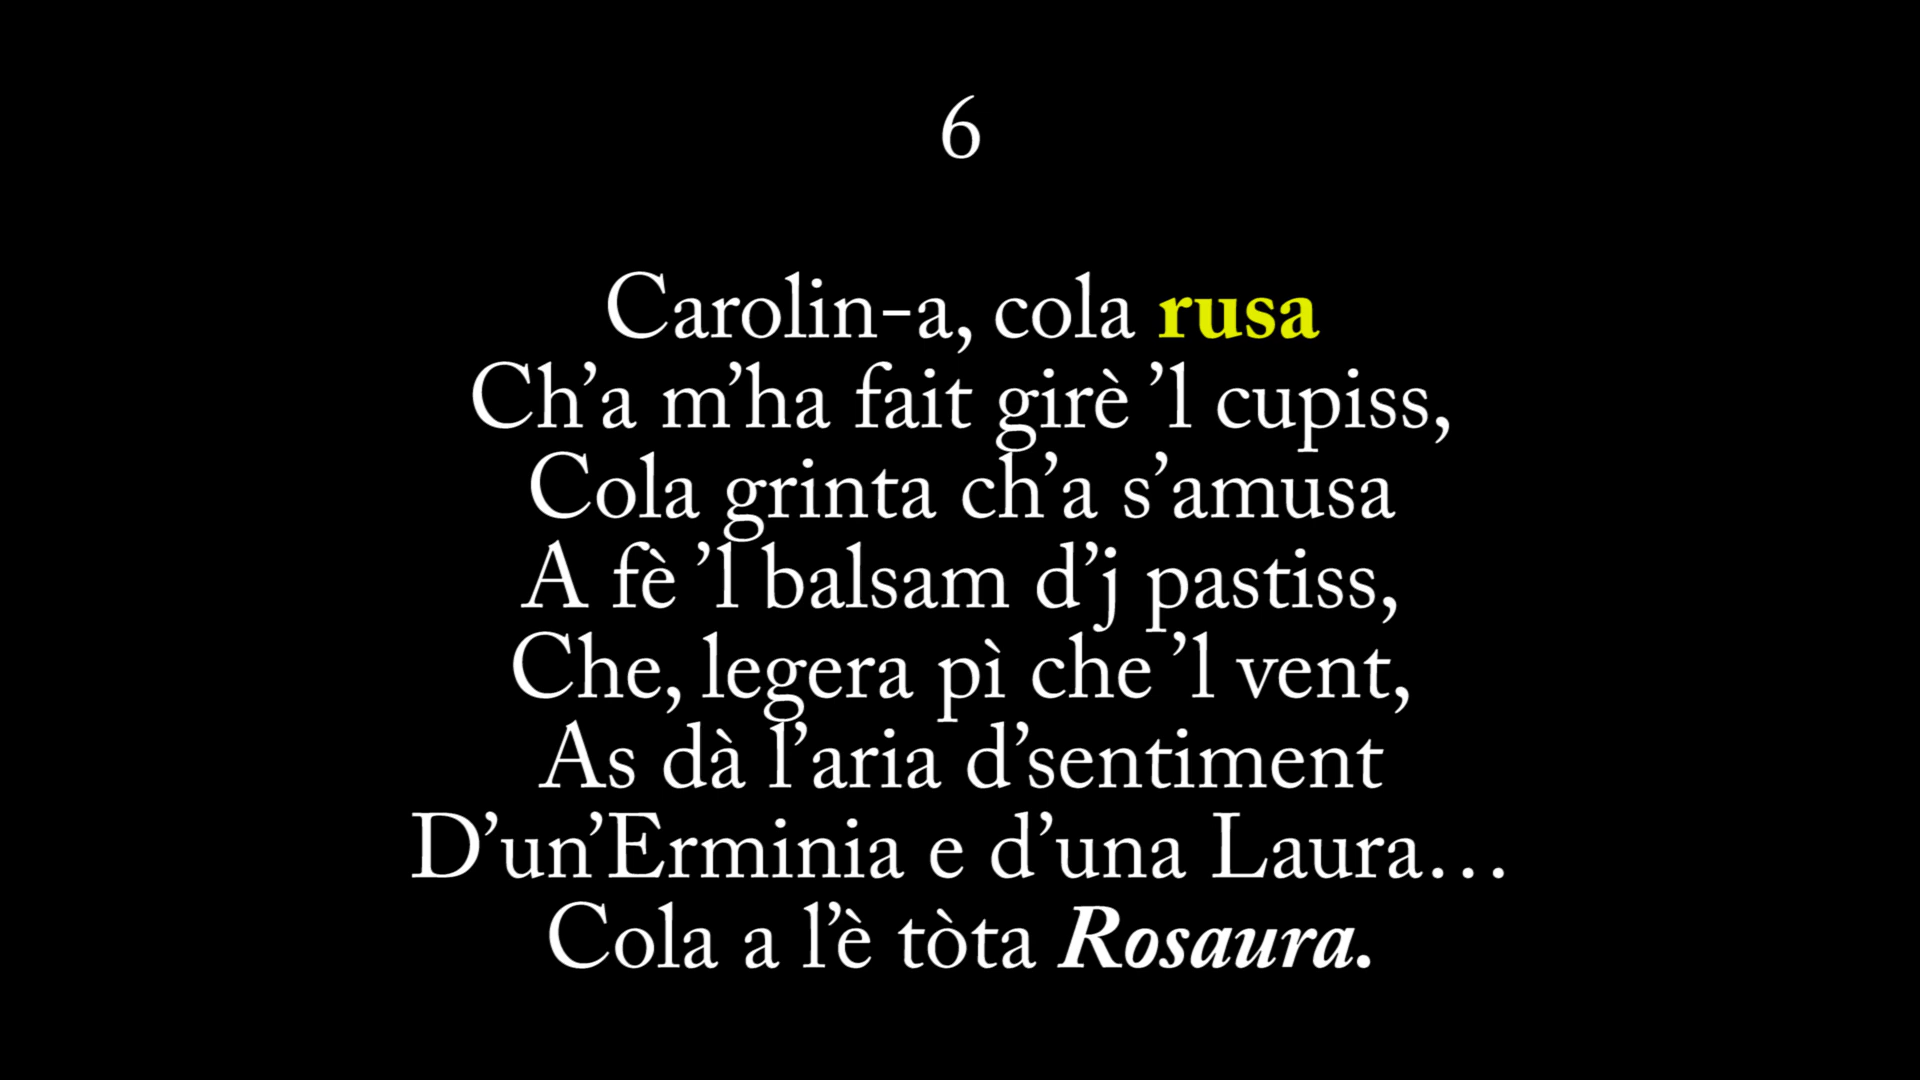 6
Carolin-a, cola rusa
Ch’a m’ha fait girè ’l cupiss,
Cola grinta ch’a s’amusa
A fè ’l balsam d’j pastiss,
Che, legera pì che ’l vent,
As dà l’aria d’sentiment
D’un’Erminia e d’una Laura…
Cola a l’è tòta Rosaura.